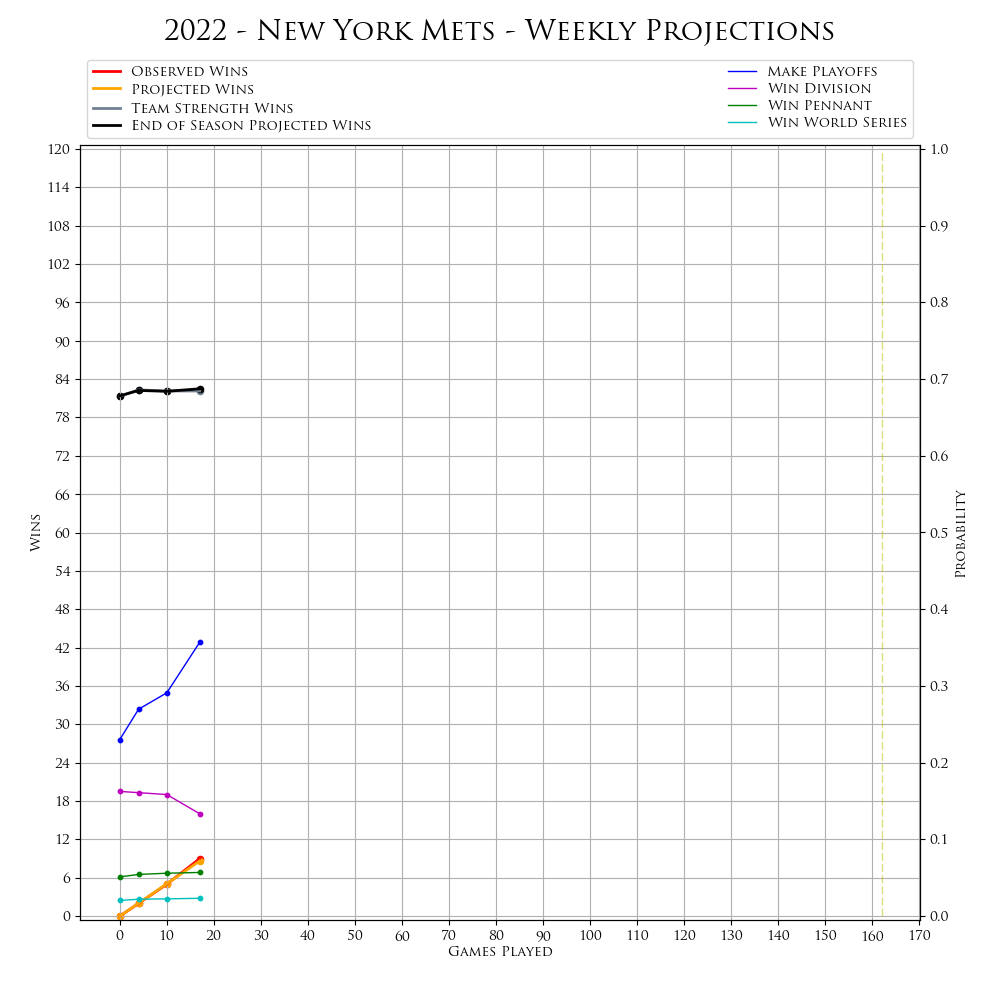 2022 - New York Mets - Weekly Projections
Observed Wins
Projected Wins
Team Strength Wins
End of Season Projected Wins
Make Playoffs
Win Division
Win Pennant
Win World Series
120
114
108
102
96
90
84
78
72
66
60
54
48
42
36
30
24
18
12
6
0
Wins
1.0
0.9
0.8
0.7
0.6
0.5
0.4
0.3
0.2
0.1
0.0
Probability
0 10 20 30 40 50 60 70 80 90 100 110 120 130 140 150 160 170
Games Played